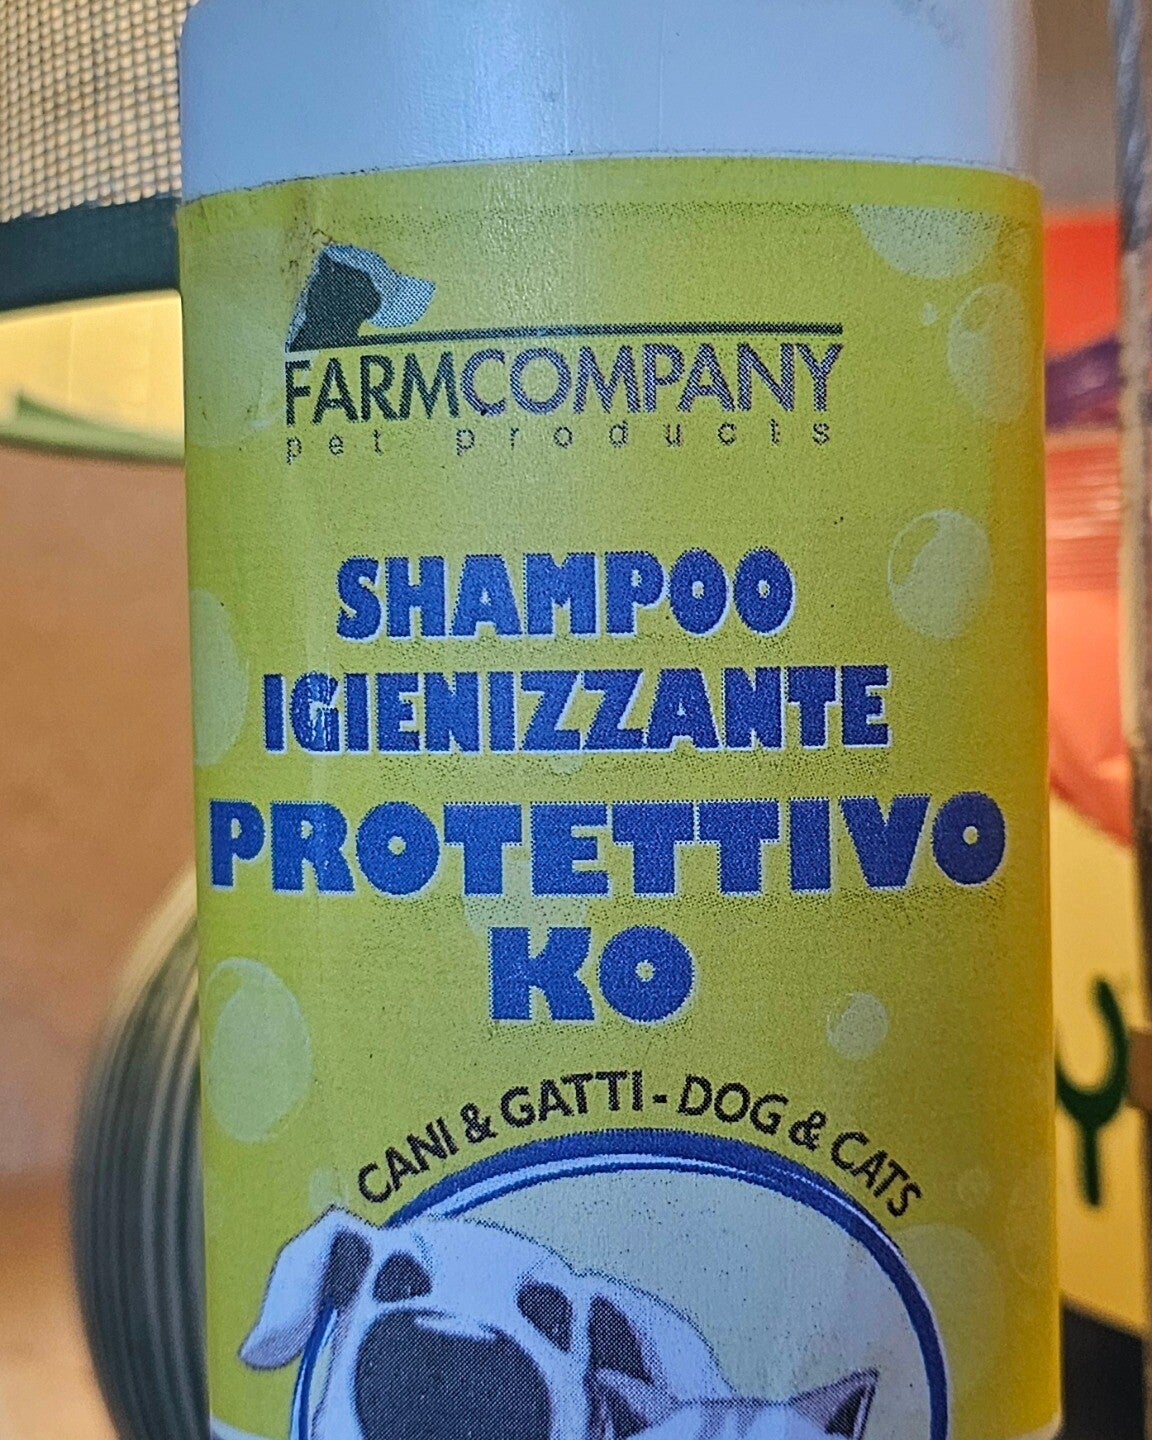 FARMCOMPANY
pet products
SHAMPOO
IGIENIZZANTE
PROTETTIVO
KO
CANI & GATTI - DOG & CATS